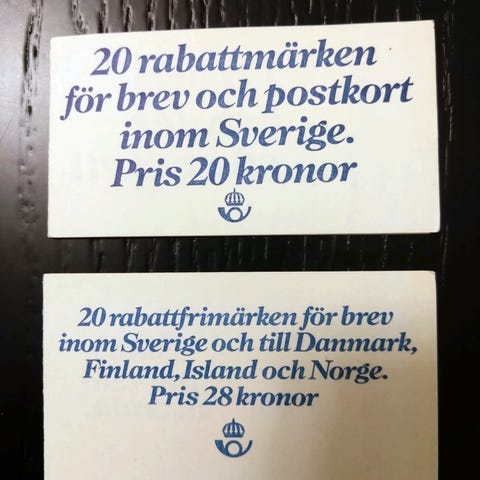 20 rabattmärken
för brev och postkort
inom Sverige.
Pris 20 kronor
20 rabattfrimärken för brev
inom Sverige och till Danmark,
Finland, Island och Norge.
Pris 28 kronor